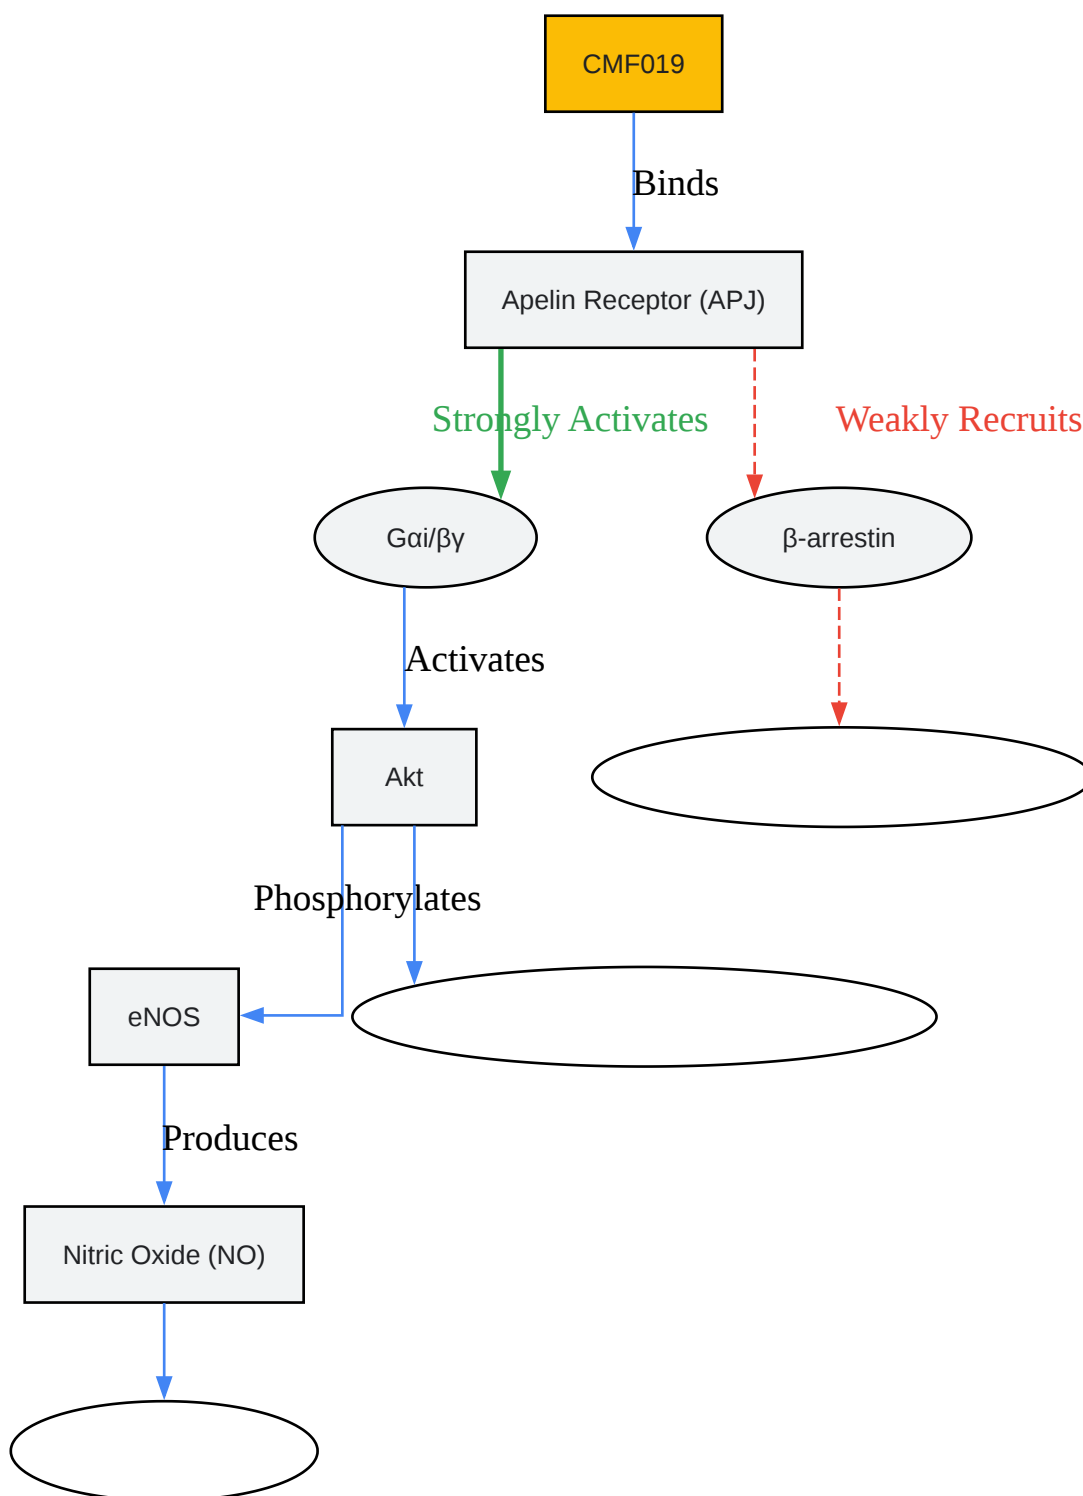 CMF019
Binds
Apelin Receptor (APJ)
Strongly Activates
Weakly Recruits
Gαi/βγ
β-arrestin
Activates
Akt
Phosphorylates
eNOS
Produces
Nitric Oxide (NO)